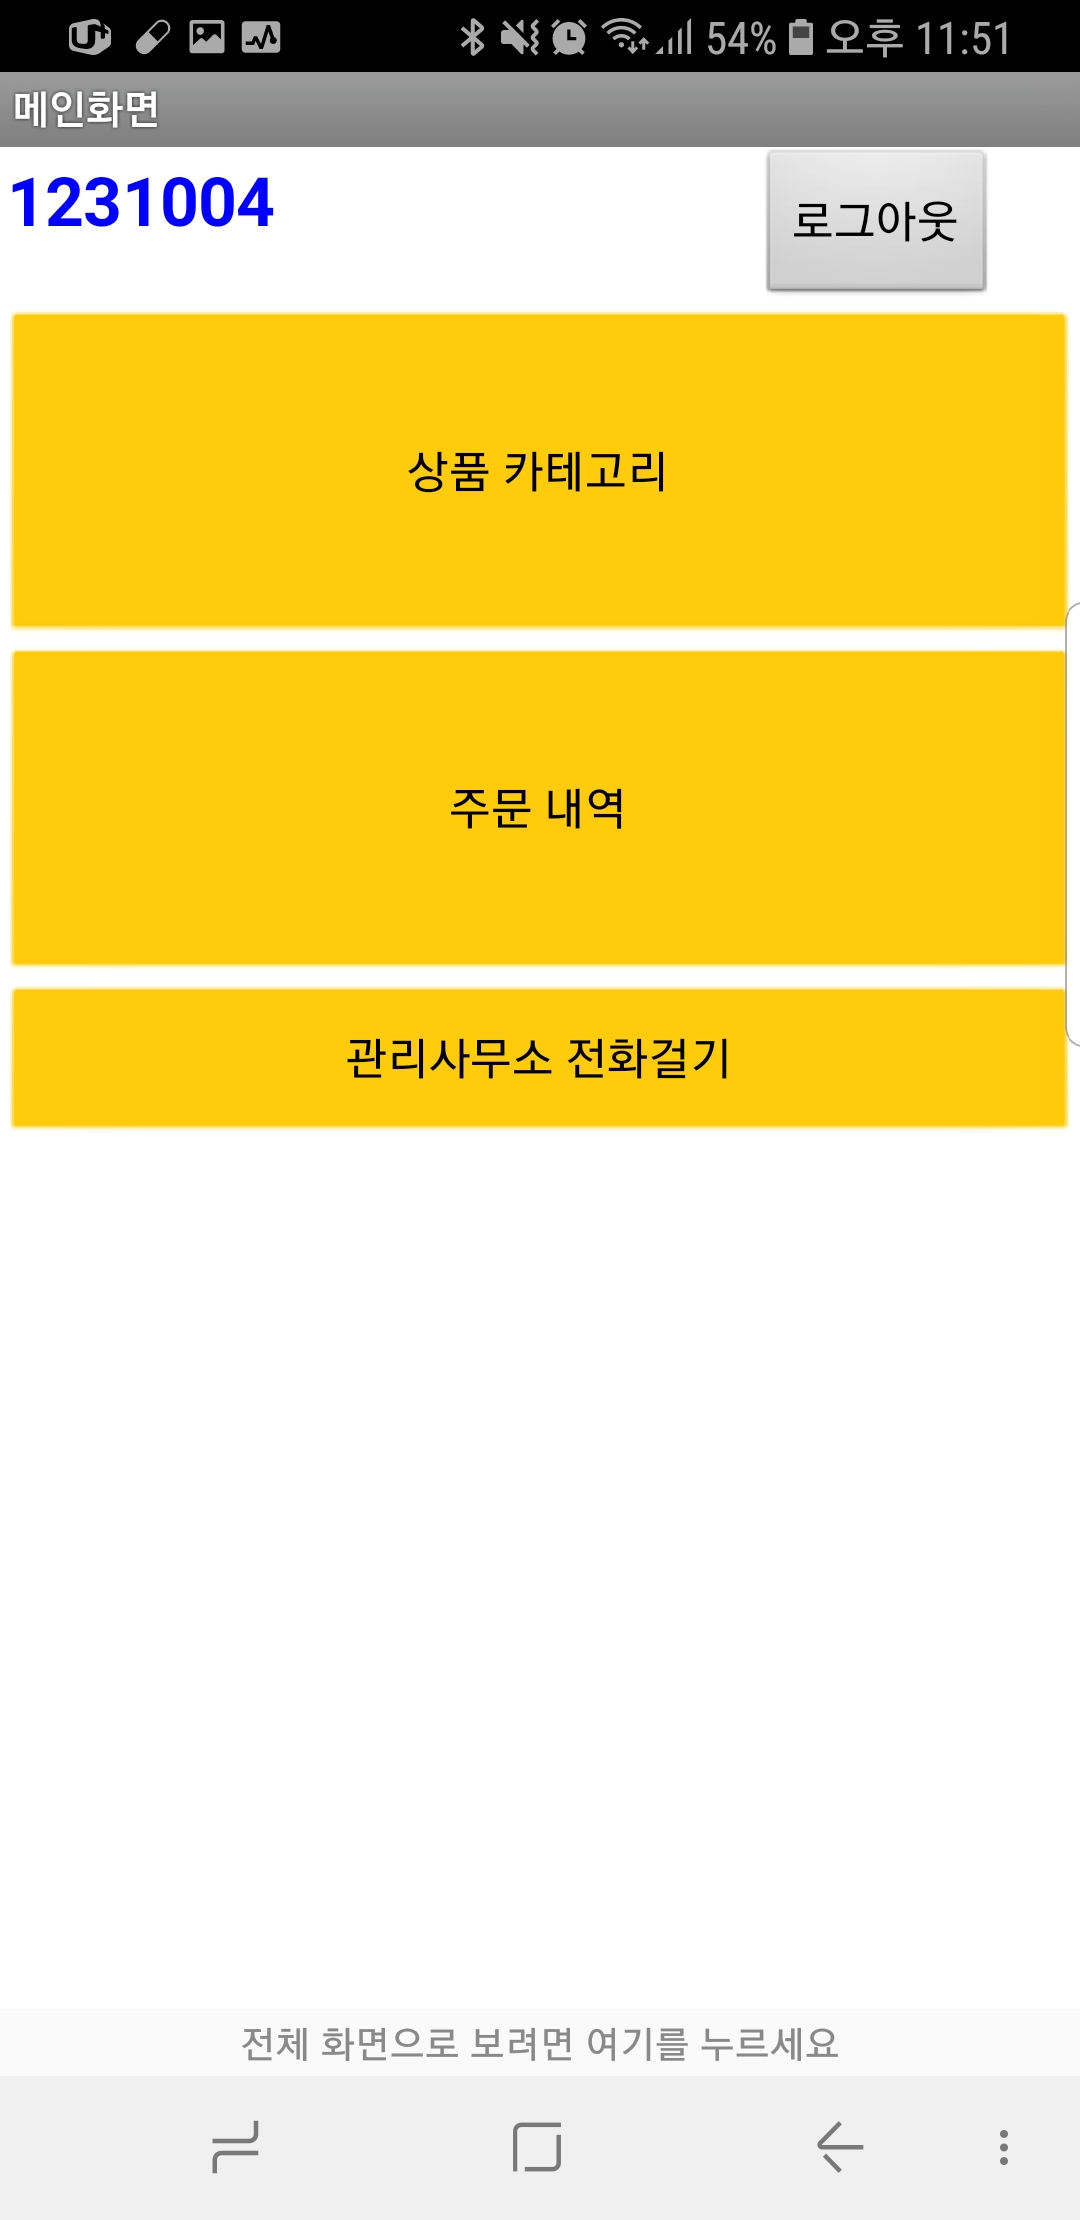 54% 오후 11:51
메인화면
1231004
로그아웃
상품 카테고리
주문 내역
관리사무소 전화걸기
전체 화면으로 보려면 여기를 누르세요